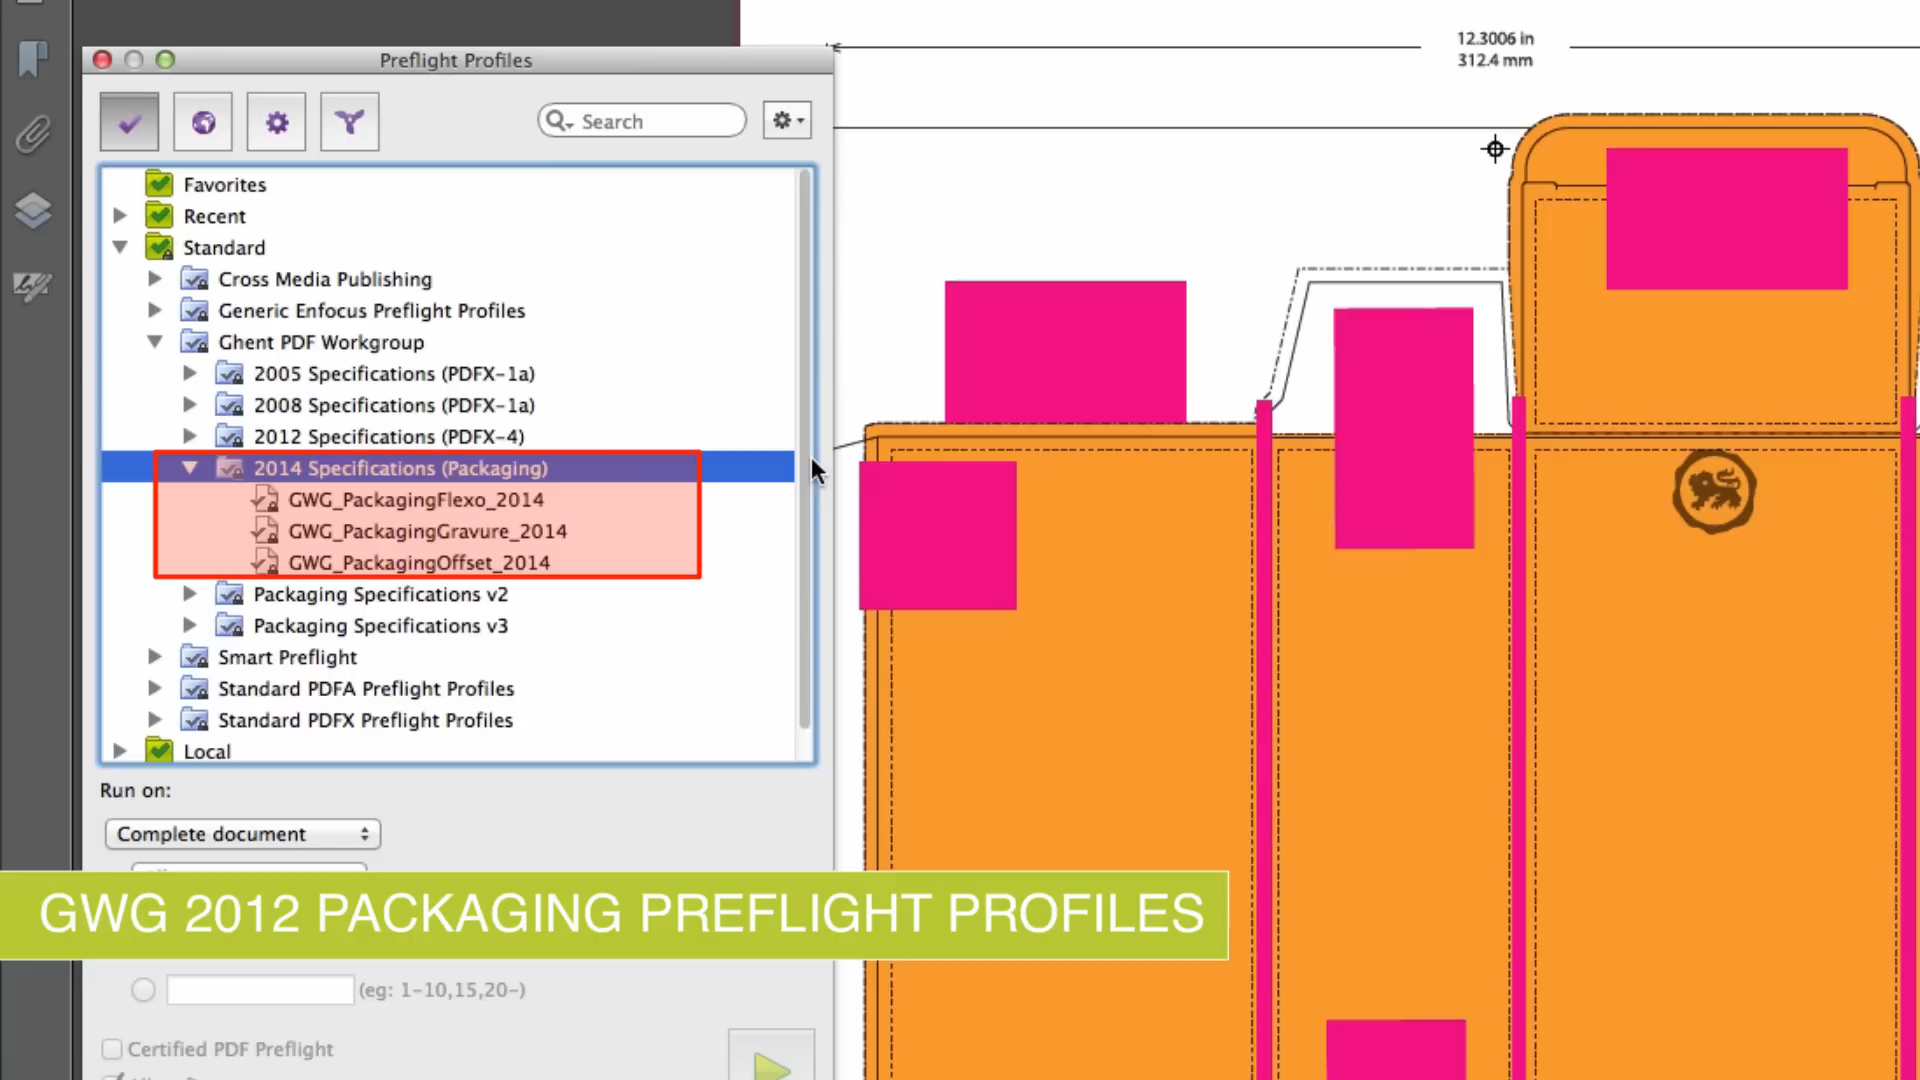 Preflight Profiles
Search
Favorites
Recent
Standard
Cross Media Publishing
Generic Enfocus Preflight Profiles
Ghent PDF Workgroup
2005 Specifications (PDFX-1a)
2008 Specifications (PDFX-1a)
2012 Specifications (PDFX-4)
2014 Specifications (Packaging)
GWG_PackagingFlexo_2014
GWG_PackagingGravure_2014
GWG_PackagingOffset_2014
Packaging Specifications v2
Packaging Specifications v3
Smart Preflight
Standard PDFA Preflight Profiles
Standard PDFX Preflight Profiles
Local
Run on:
Complete document
GWG 2012 PACKAGING PREFLIGHT PROFILES
(eg: 1-10,15,20-)
Certified PDF Preflight
12.3006 in
312.4 mm